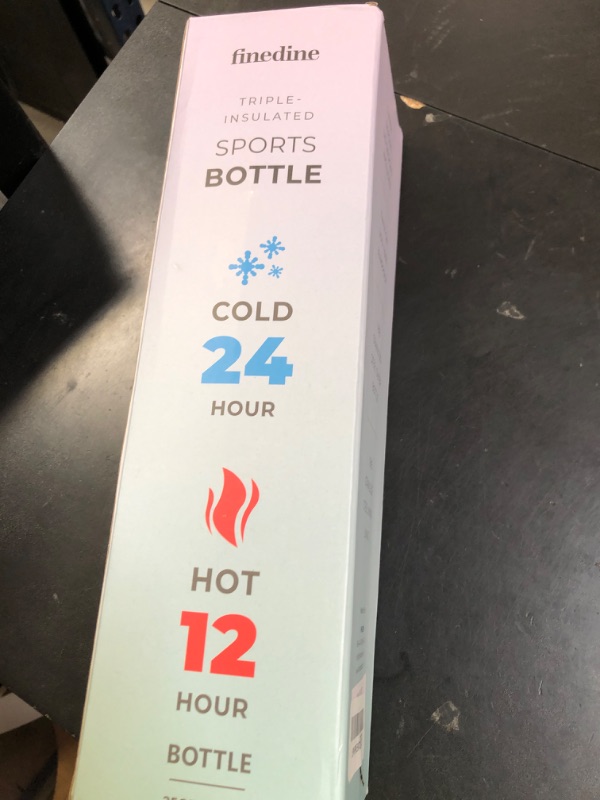 finedine
TRIPLE-
INSULATED
SPORTS
BOTTLE
COLD
24
HOUR
HOT
12
HOUR
BOTTLE